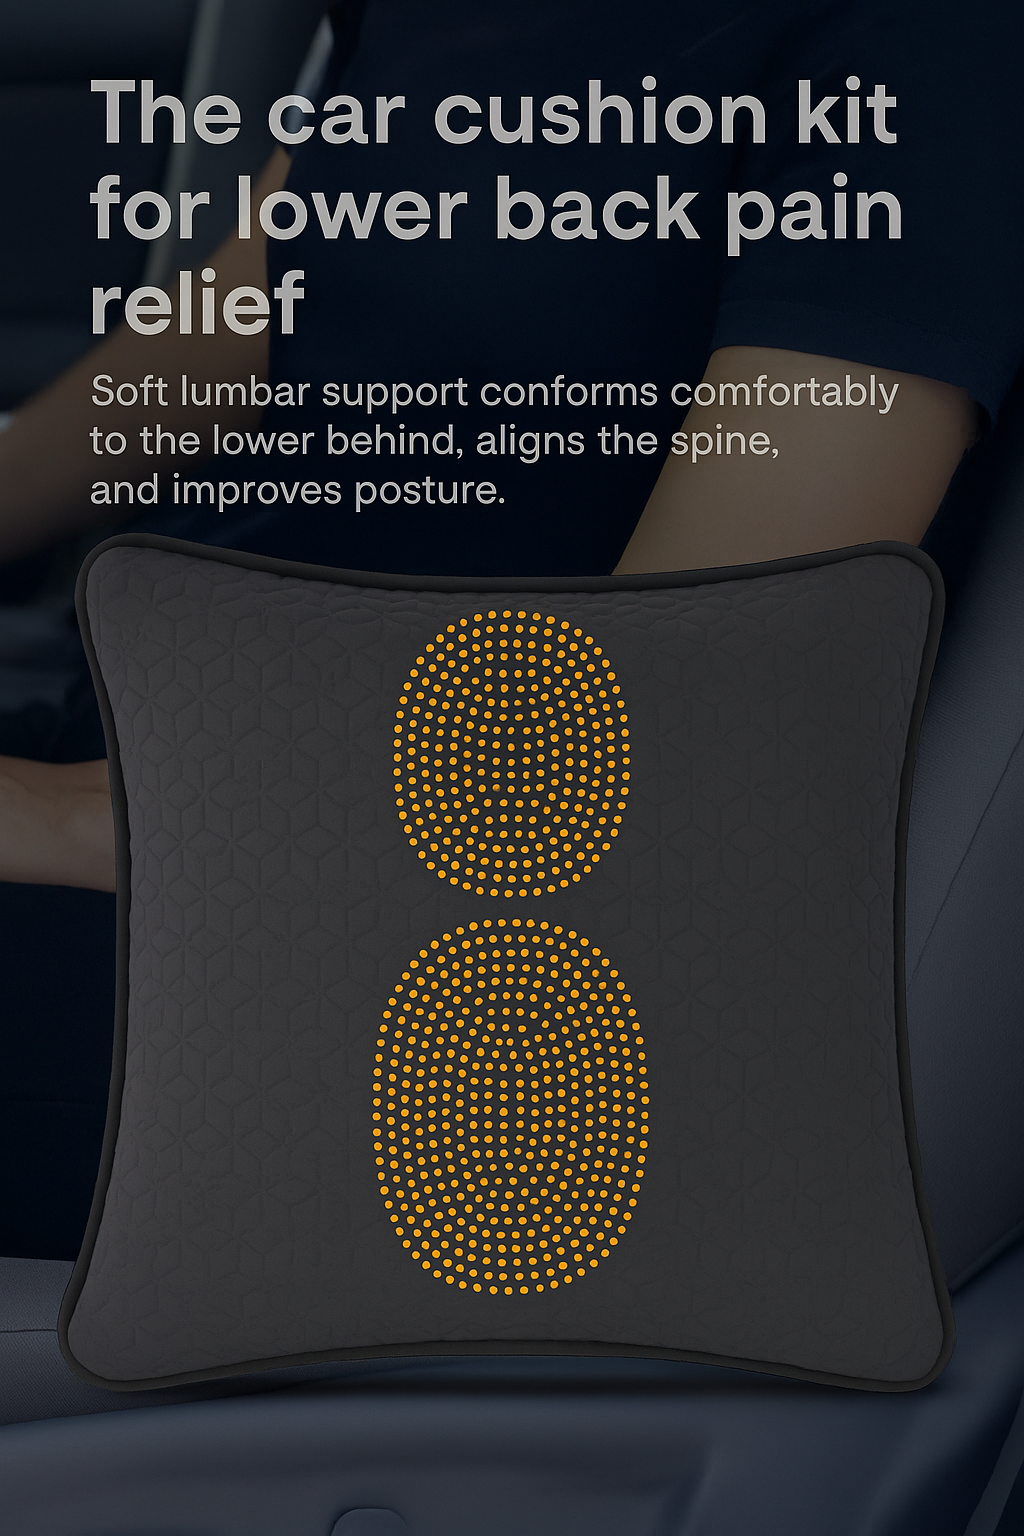 The car cushion kit
for lower back pain
relief
Soft lumbar support conforms comfortably
to the lower behind, aligns the spine,
and improves posture.